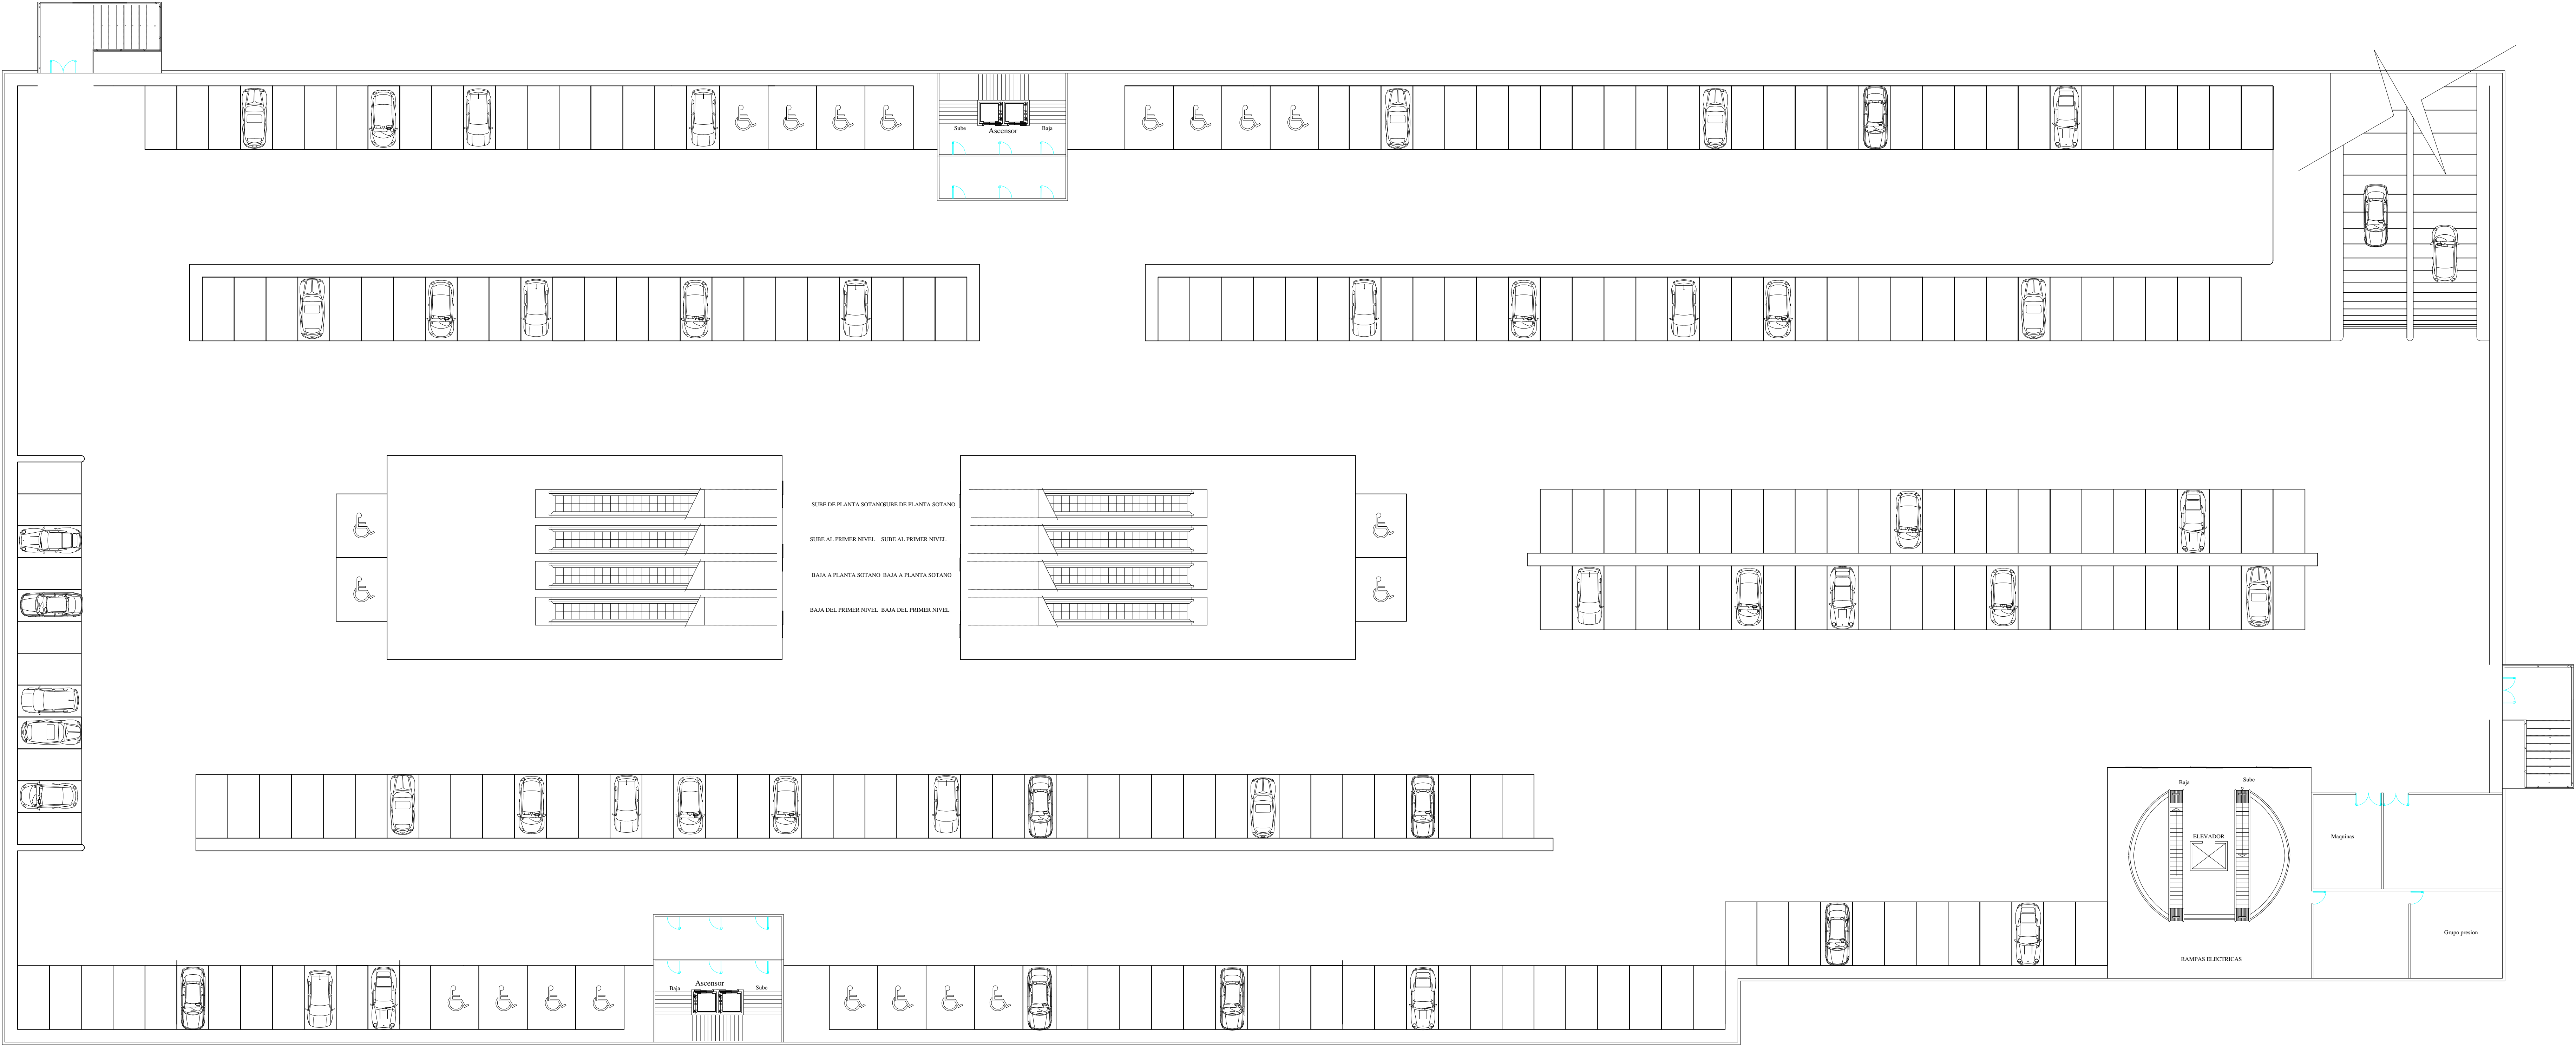 Sube
Ascensor
Baja
SUBE DE PLANTA SOTANO
SUBE DE PLANTA SOTANO
SUBE AL PRIMER NIVEL
SUBE AL PRIMER NIVEL
BAJA A PLANTA SOTANO
BAJA A PLANTA SOTANO
BAJA DEL PRIMER NIVEL
BAJA DEL PRIMER NIVEL
Baja
Sube
ELEVADOR
Maquinas
Grupo presion
RAMPAS ELECTRICAS
Baja
Ascensor
Sube